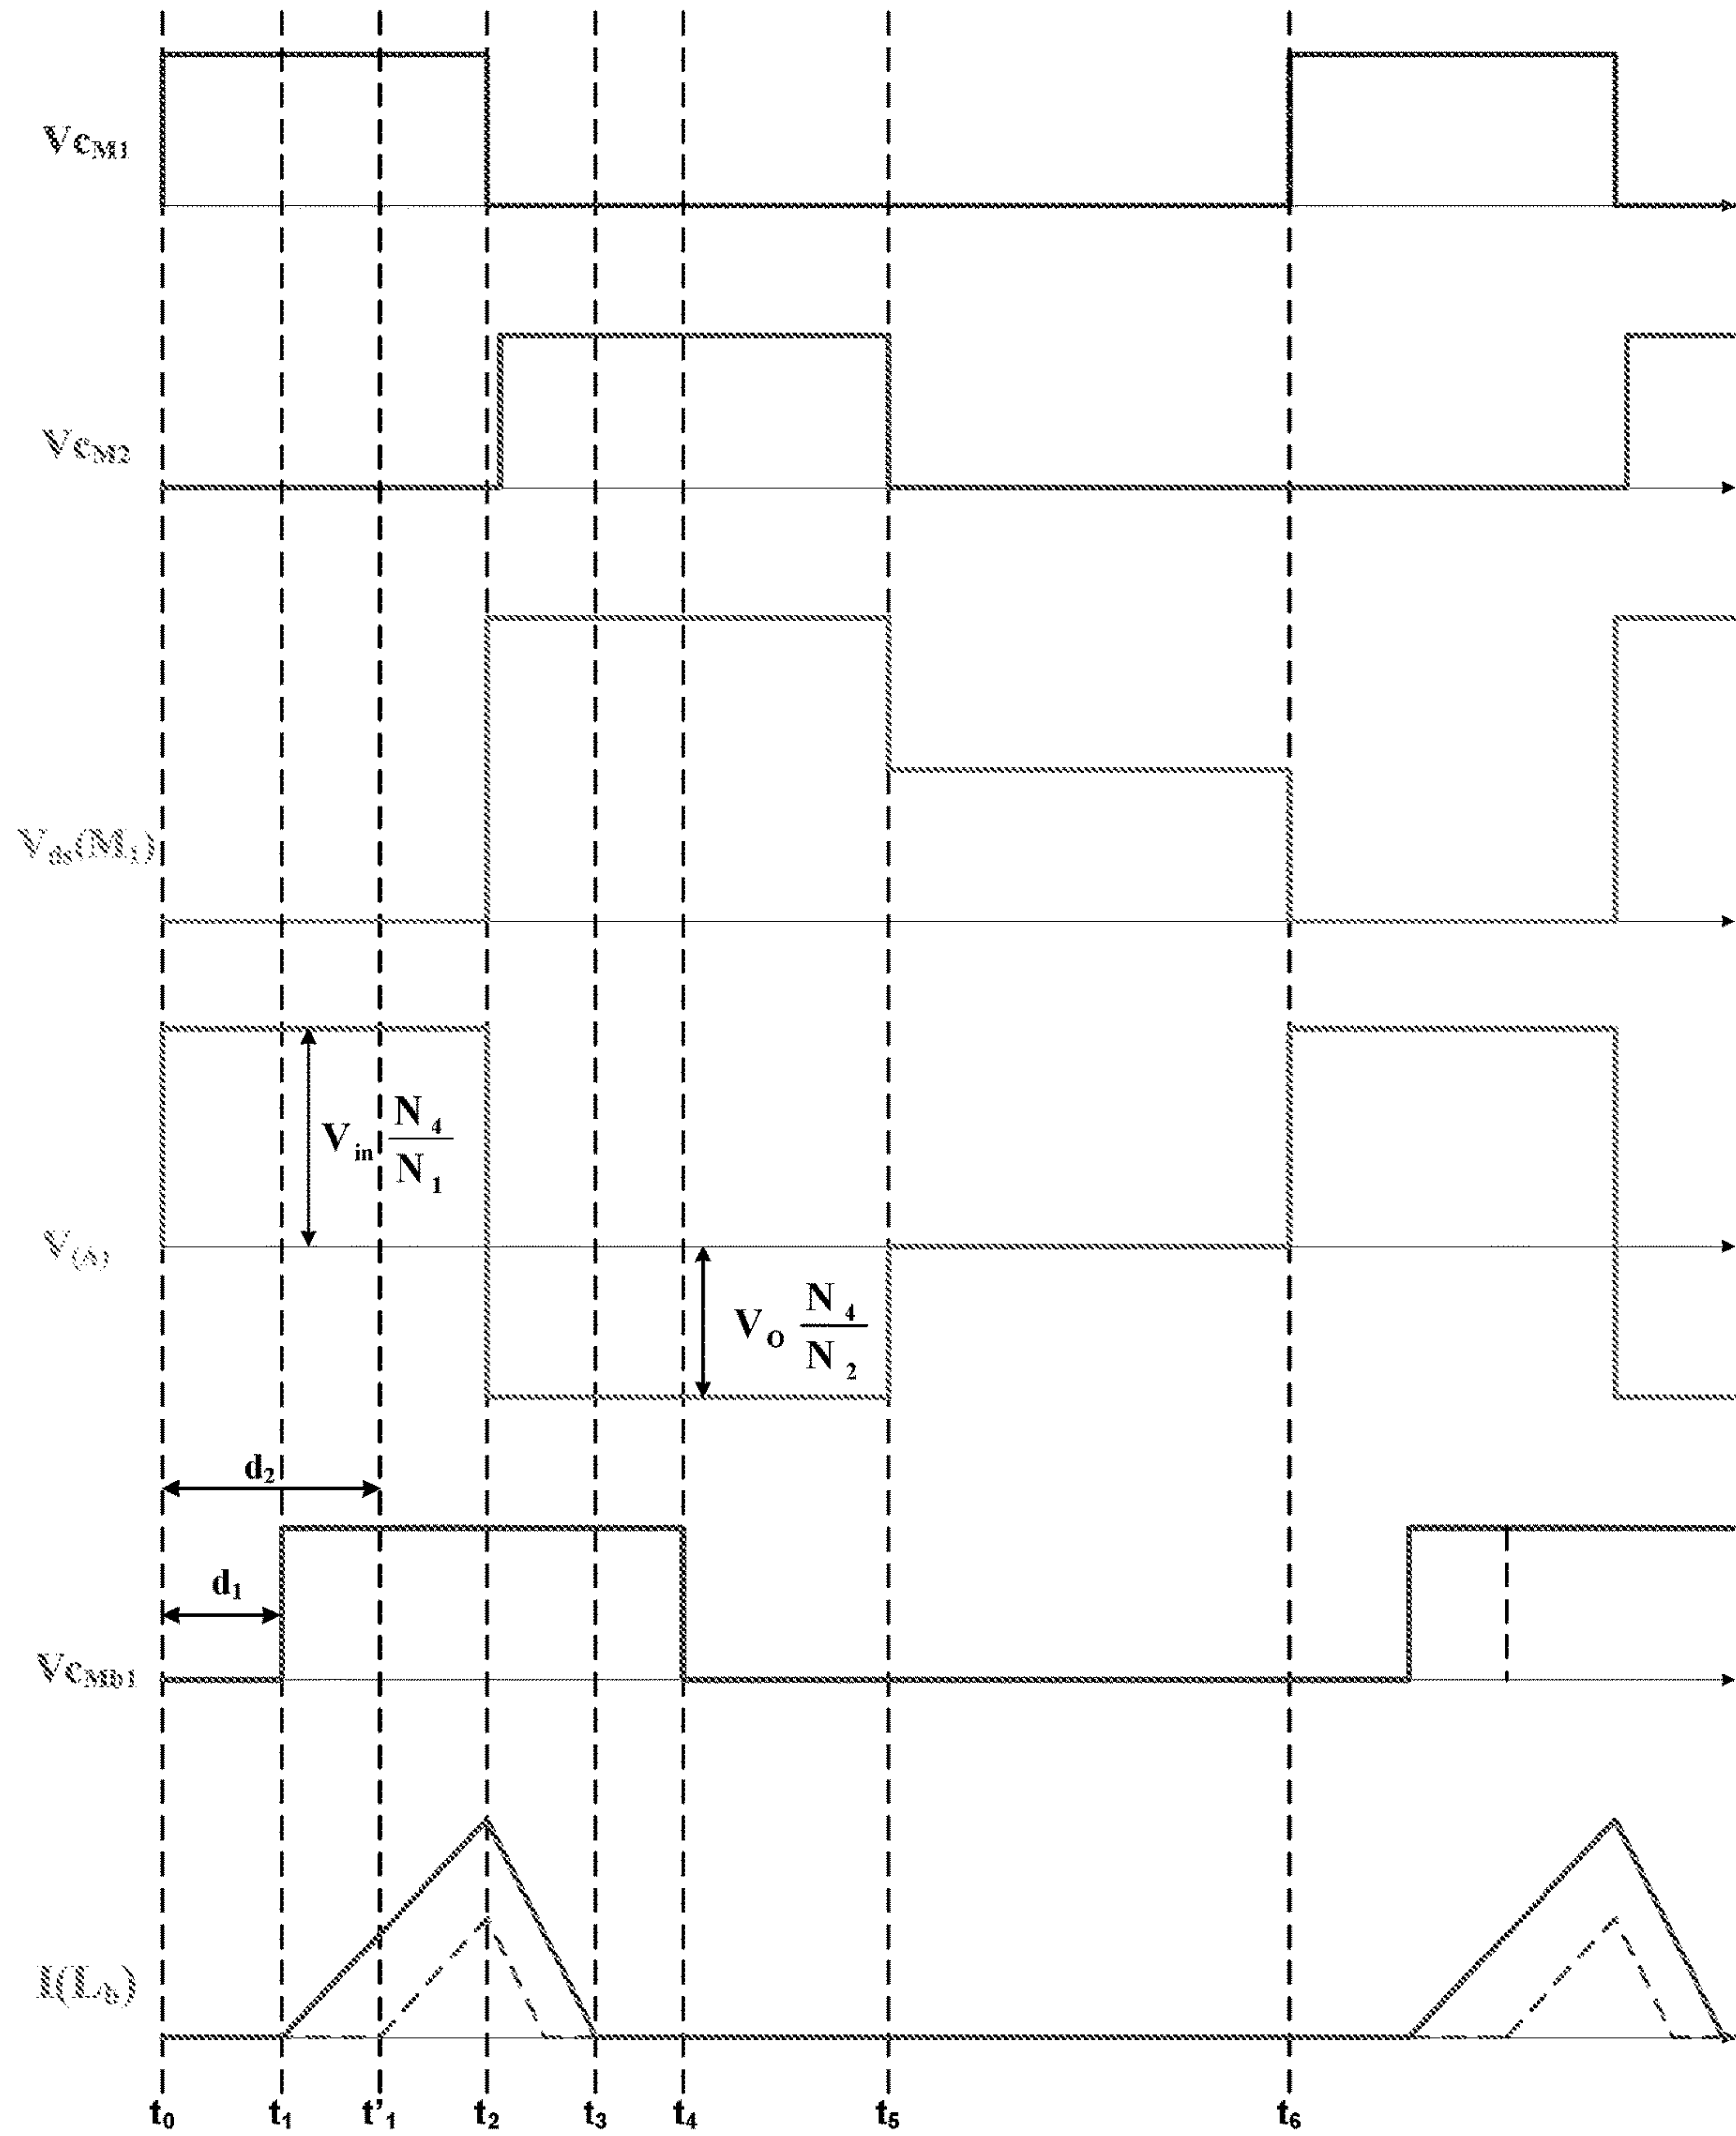 Vc_M1
Vc_M2
V_ds(M_1)
V_in N_4/N_1
V_(A)
V_O N_4/N_2
d_2
d_1
Vc_Mb1
I(L_b)
t_0 t_1 t'_1 t_2 t_3 t_4 t_5 t_6